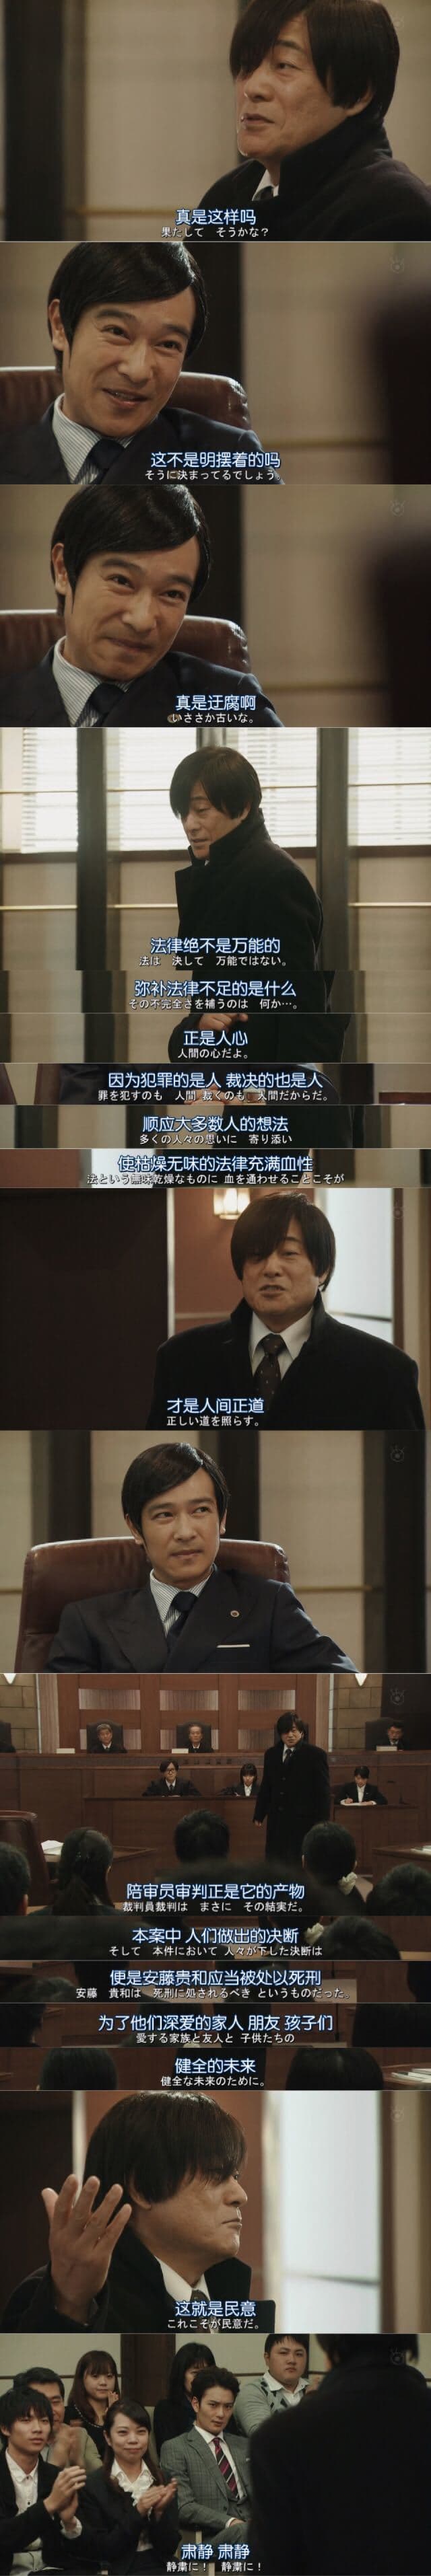 真是这样吗
果たして そうかな？
这不是明摆着的吗
そうに決まってるでしょう。
真是迂腐啊
いささか古いな。
法律绝不是万能的
法は 決して 万能ではない。
弥补法律不足的是什么
その不完全さを補うのは 何か…。
正是人心
人間の心だよ。
因为犯罪的是人 裁决的也是人
罪を犯すのも 人間 裁くのも 人間だからだ。
顺应大多数人的想法
多くの人々の思いに 寄り添い
使枯燥无味的法律充满血性
法という無味乾燥なものに 血を通わせることこそが
才是人间正道
正しい道を照らす。
陪审员审判正是它的产物
裁判員裁判は まさに その結実だ。
本案中 人们做出的决断
そして 本件において 人々が下した決断は
便是安藤贵和应当被处以死刑
安藤 貴和は 死刑に処されるべき というものだった。
为了他们深爱的家人 朋友 孩子们
愛する家族と友人と 子供たちの
健全的未来
健全な未来のために。
这就是民意
これこそが民意だ。
肃静 肃静
静粛に！ 静粛に！